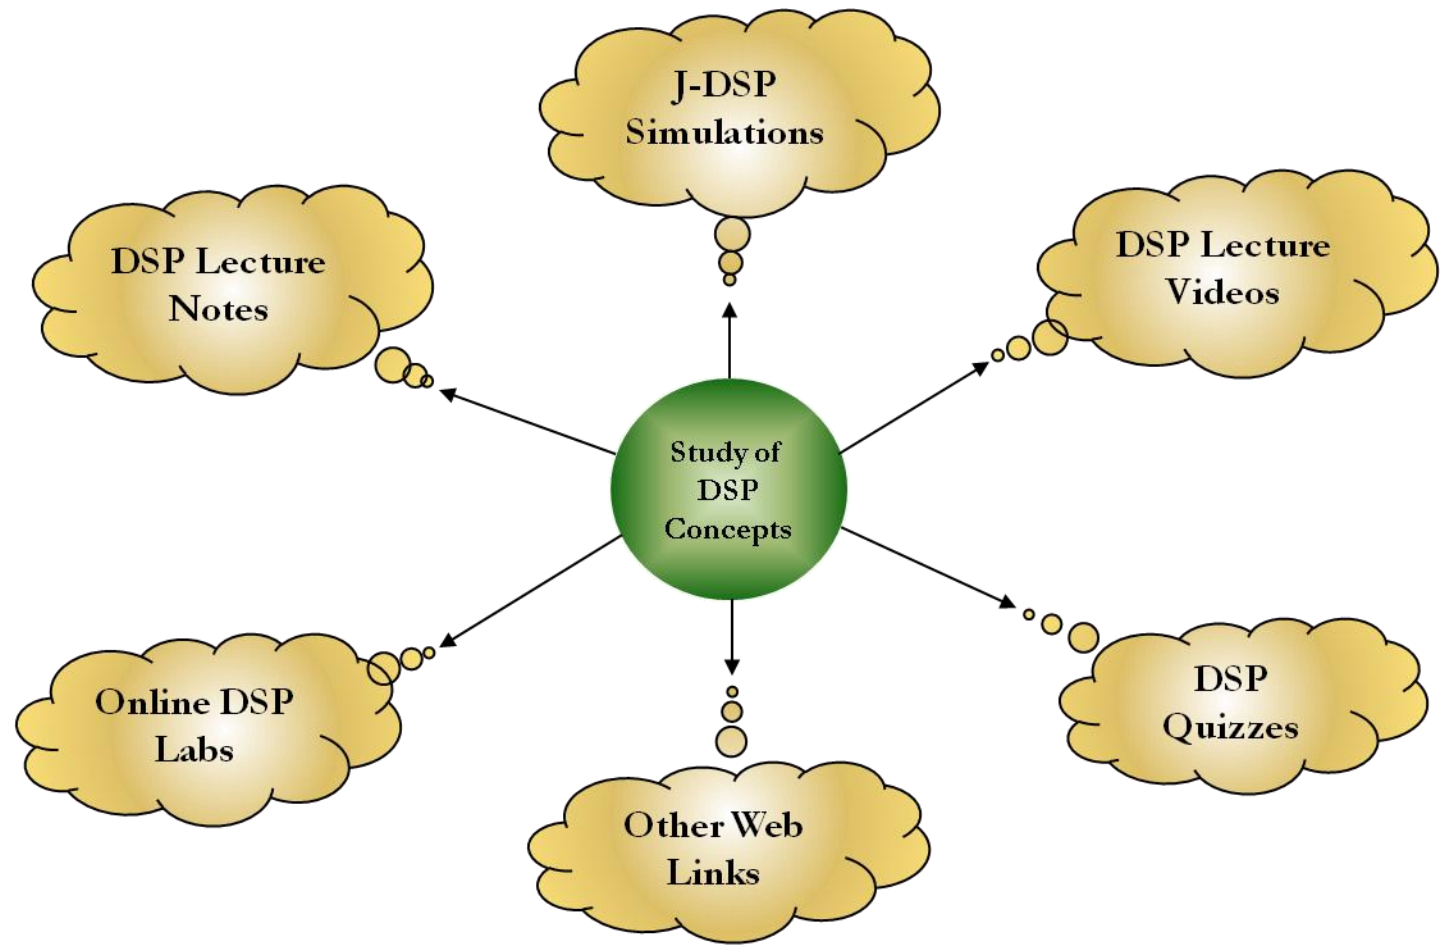 J-DSP
Simulations
DSP Lecture
Notes
DSP Lecture
Videos
Study of
DSP
Concepts
Online DSP
Labs
DSP
Quizzes
Other Web
Links